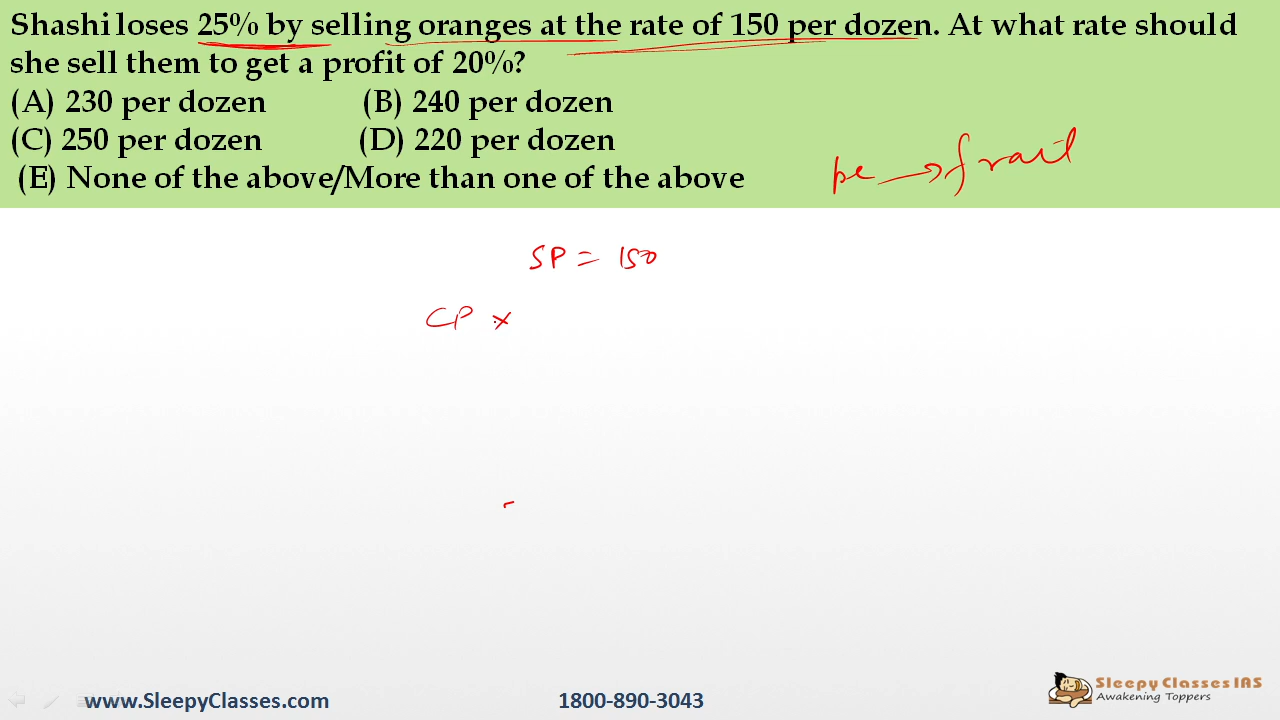 Shashi loses 25% by selling oranges at the rate of 150 per dozen. At what rate should
she sell them to get a profit of 20%?
(A) 230 per dozen (B) 240 per dozen
(C) 250 per dozen (D) 220 per dozen
(E) None of the above/More than one of the above
SP = 150
CP ×
www.SleepyClasses.com 1800-890-3043
Sleepy Classes IAS
Awakening Toppers